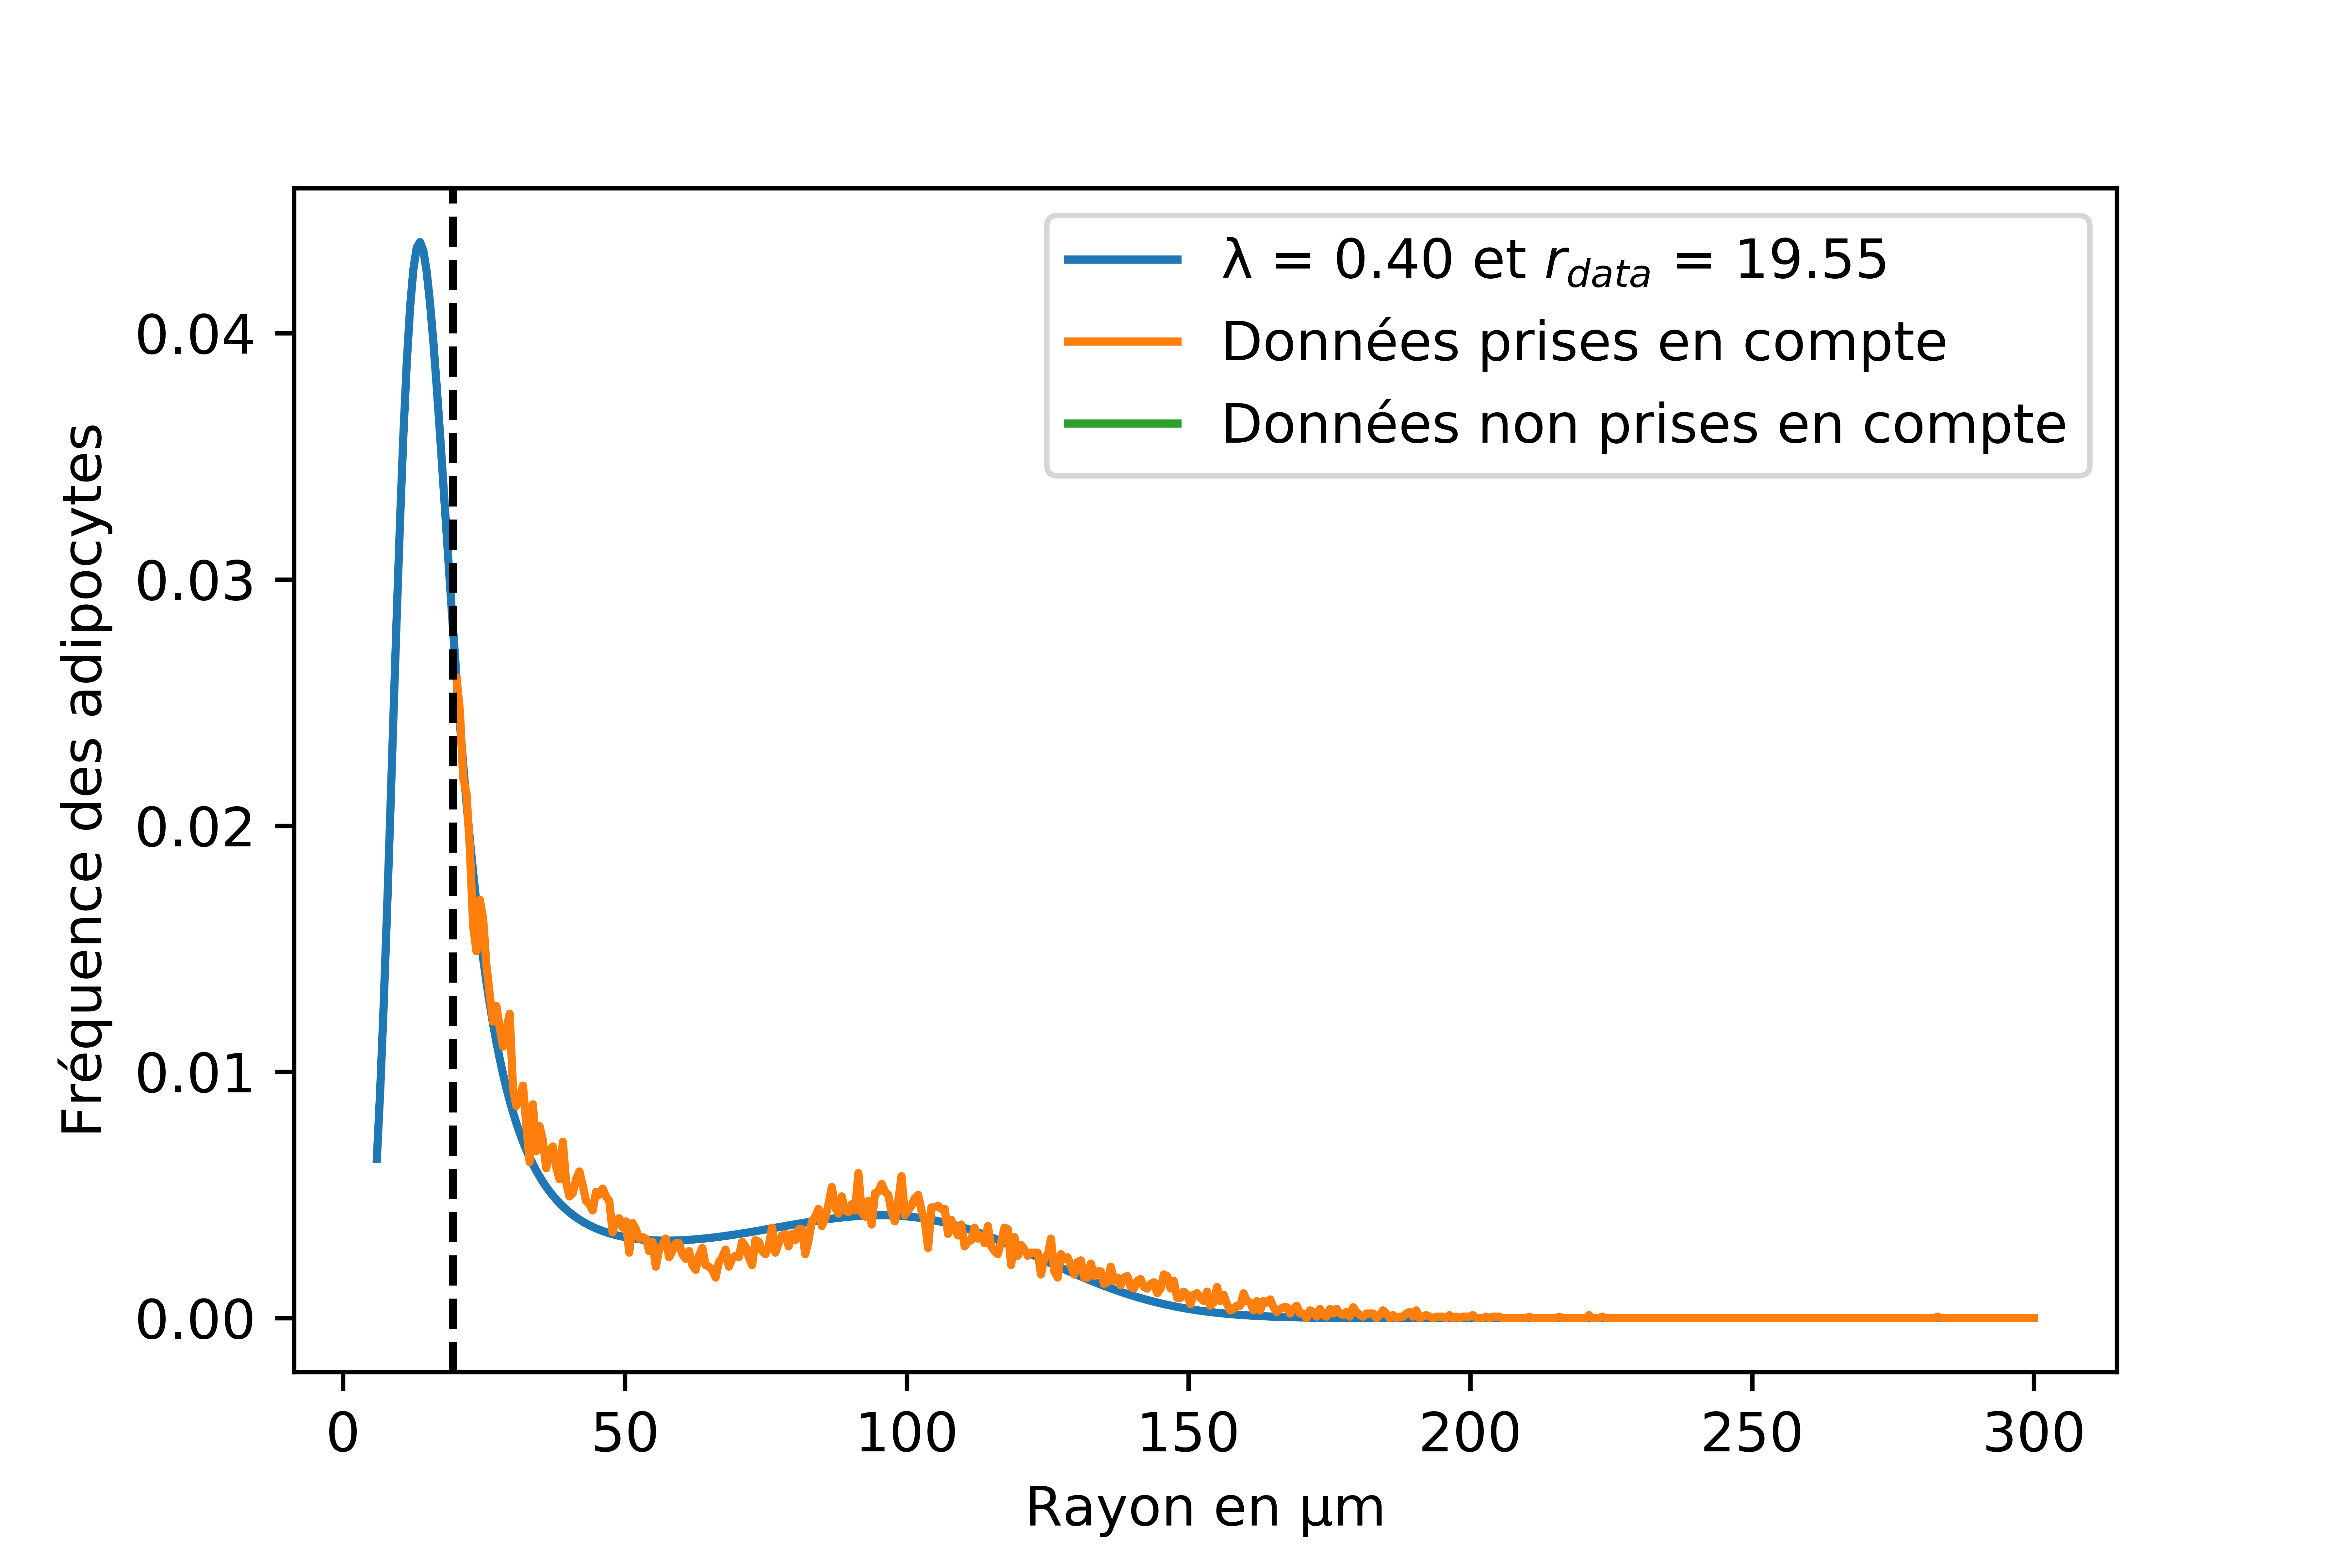 λ = 0.40 et r_data = 19.55
Données prises en compte
Données non prises en compte
Fréquence des adipocytes
0.04
0.03
0.02
0.01
0.00
0 50 100 150 200 250 300
Rayon en µm